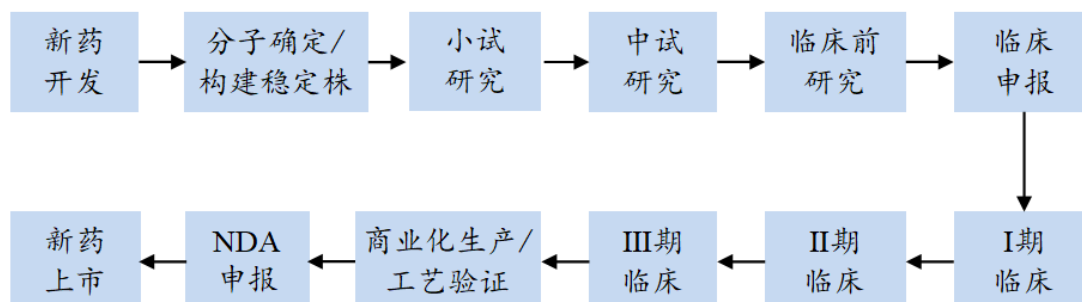 新药
开发
分子确定/
构建稳定株
小试
研究
中试
研究
临床前
研究
临床
申报
I期
临床
II期
临床
III期
临床
商业化生产/
工艺验证
NDA
申报
新药
上市